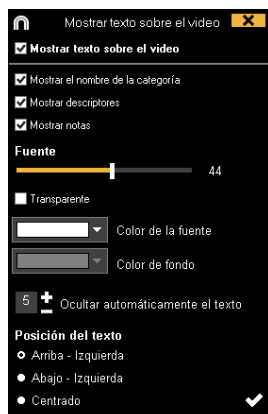 Mostrar texto sobre el video
Mostrar texto sobre el video
Mostrar el nombre de la categoría
Mostrar descriptores
Mostrar notas
Fuente
44
Transparente
Color de la fuente
Color de fondo
5 Ocultar automáticamente el texto
Posición del texto
Arriba - Izquierda
Abajo - Izquierda
Centrado